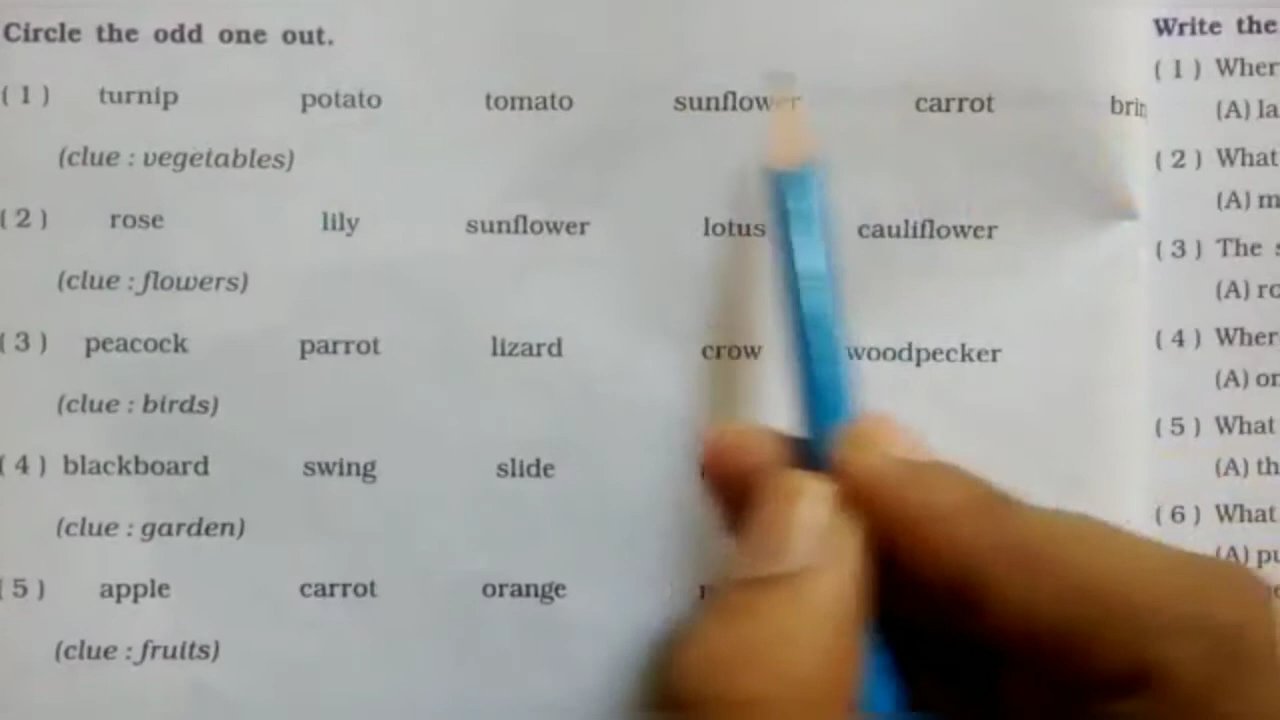 Circle the odd one out.
( 1 ) turnip potato tomato sunflower carrot
(clue : vegetables)
( 2 ) rose lily sunflower lotus cauliflower
(clue : flowers)
( 3 ) peacock parrot lizard crow woodpecker
(clue : birds)
( 4 ) blackboard swing slide
(clue : garden)
( 5 ) apple carrot orange
(clue : fruits)
Write the
( 1 )
(A)
( 2 ) What
(A)
( 3 ) The
(A)
( 4 )
(A)
( 5 ) What
(A)
( 6 ) What
(A)